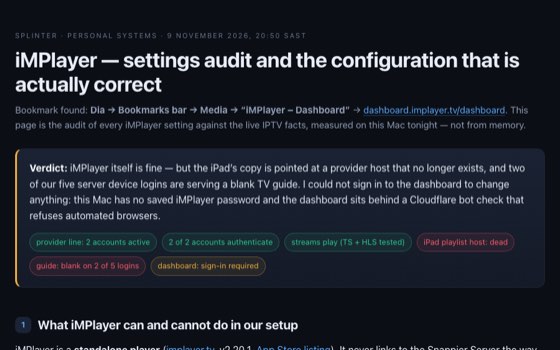 SPLINTER · PERSONAL SYSTEMS · 9 NOVEMBER 2026, 20:50 SAST
iMPlayer — settings audit and the configuration that is
actually correct
Bookmark found: Dia → Bookmarks bar → Media → “iMPlayer – Dashboard” → dashboard.implayer.tv/dashboard. This
page is the audit of every iMPlayer setting against the live IPTV facts, measured on this Mac tonight — not from memory.
Verdict: iMPlayer itself is fine — but the iPad's copy is pointed at a provider host that no longer exists, and two
of our five server device logins are serving a blank TV guide. I could not sign in to the dashboard to change
anything: this Mac has no saved iMPlayer password and the dashboard sits behind a Cloudflare bot check that
refuses automated browsers.
provider line: 2 accounts active
2 of 2 accounts authenticate
streams play (TS + HLS tested)
iPad playlist host: dead
guide: blank on 2 of 5 logins
dashboard: sign-in required
1 What iMPlayer can and cannot do in our setup